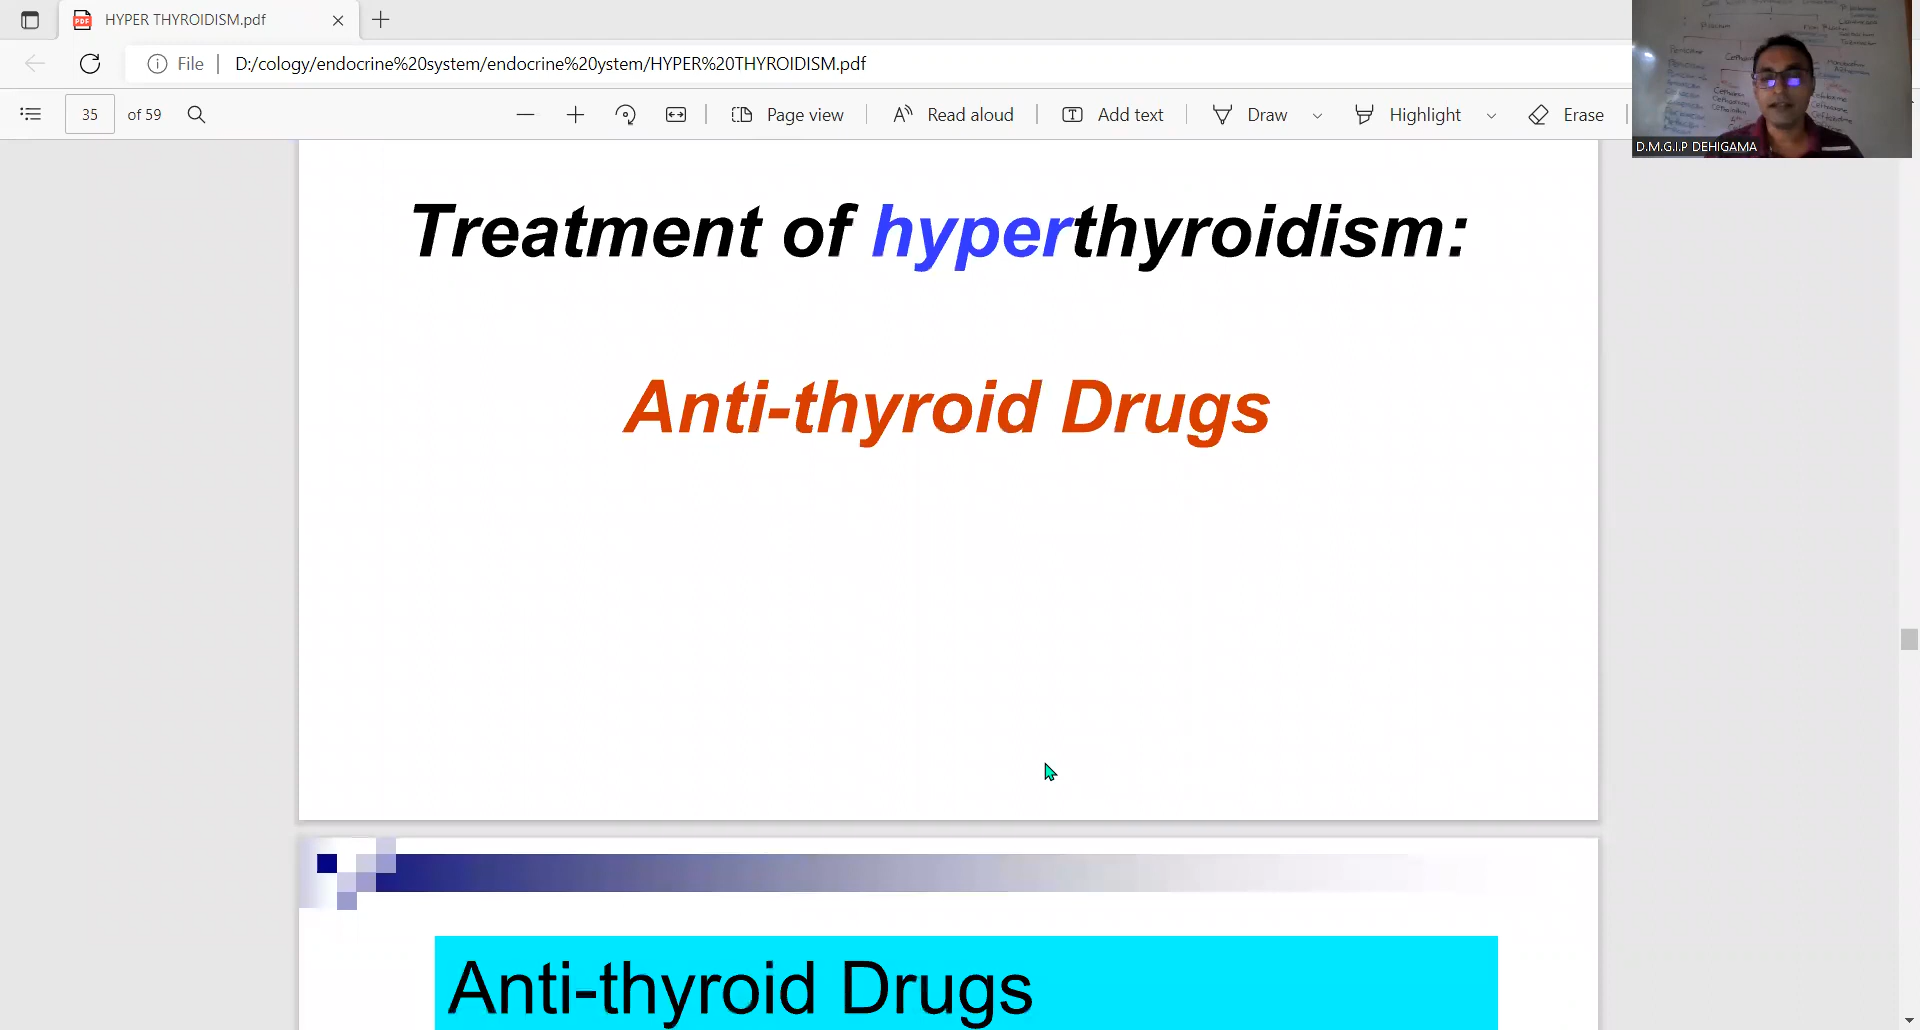 HYPER THYROIDISM.pdf
File D:/cology/endocrine%20system/endocrine%20ystem/HYPER%20THYROIDISM.pdf
35 of 59 Page view Read aloud Add text Draw Highlight Erase
D.M.G.I.P DEHIGAMA
Treatment of hyperthyroidism:
Anti-thyroid Drugs
Anti-thyroid Drugs